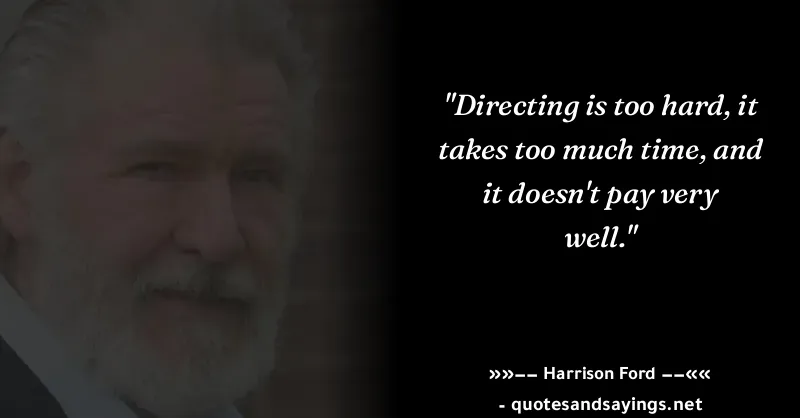 "Directing is too hard, it
takes too much time, and
it doesn't pay very
well."
»»−− Harrison Ford −−««
- quotesandsayings.net